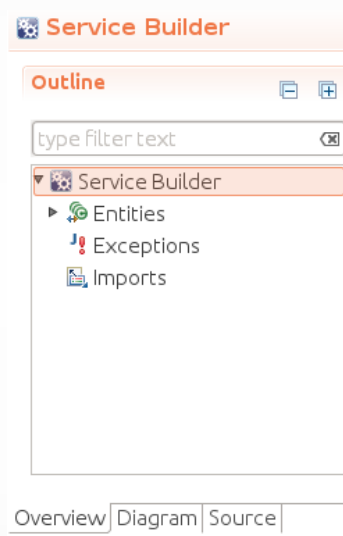 Service Builder
Outline
type filter text
Service Builder
Entities
Exceptions
Imports
Overview Diagram Source